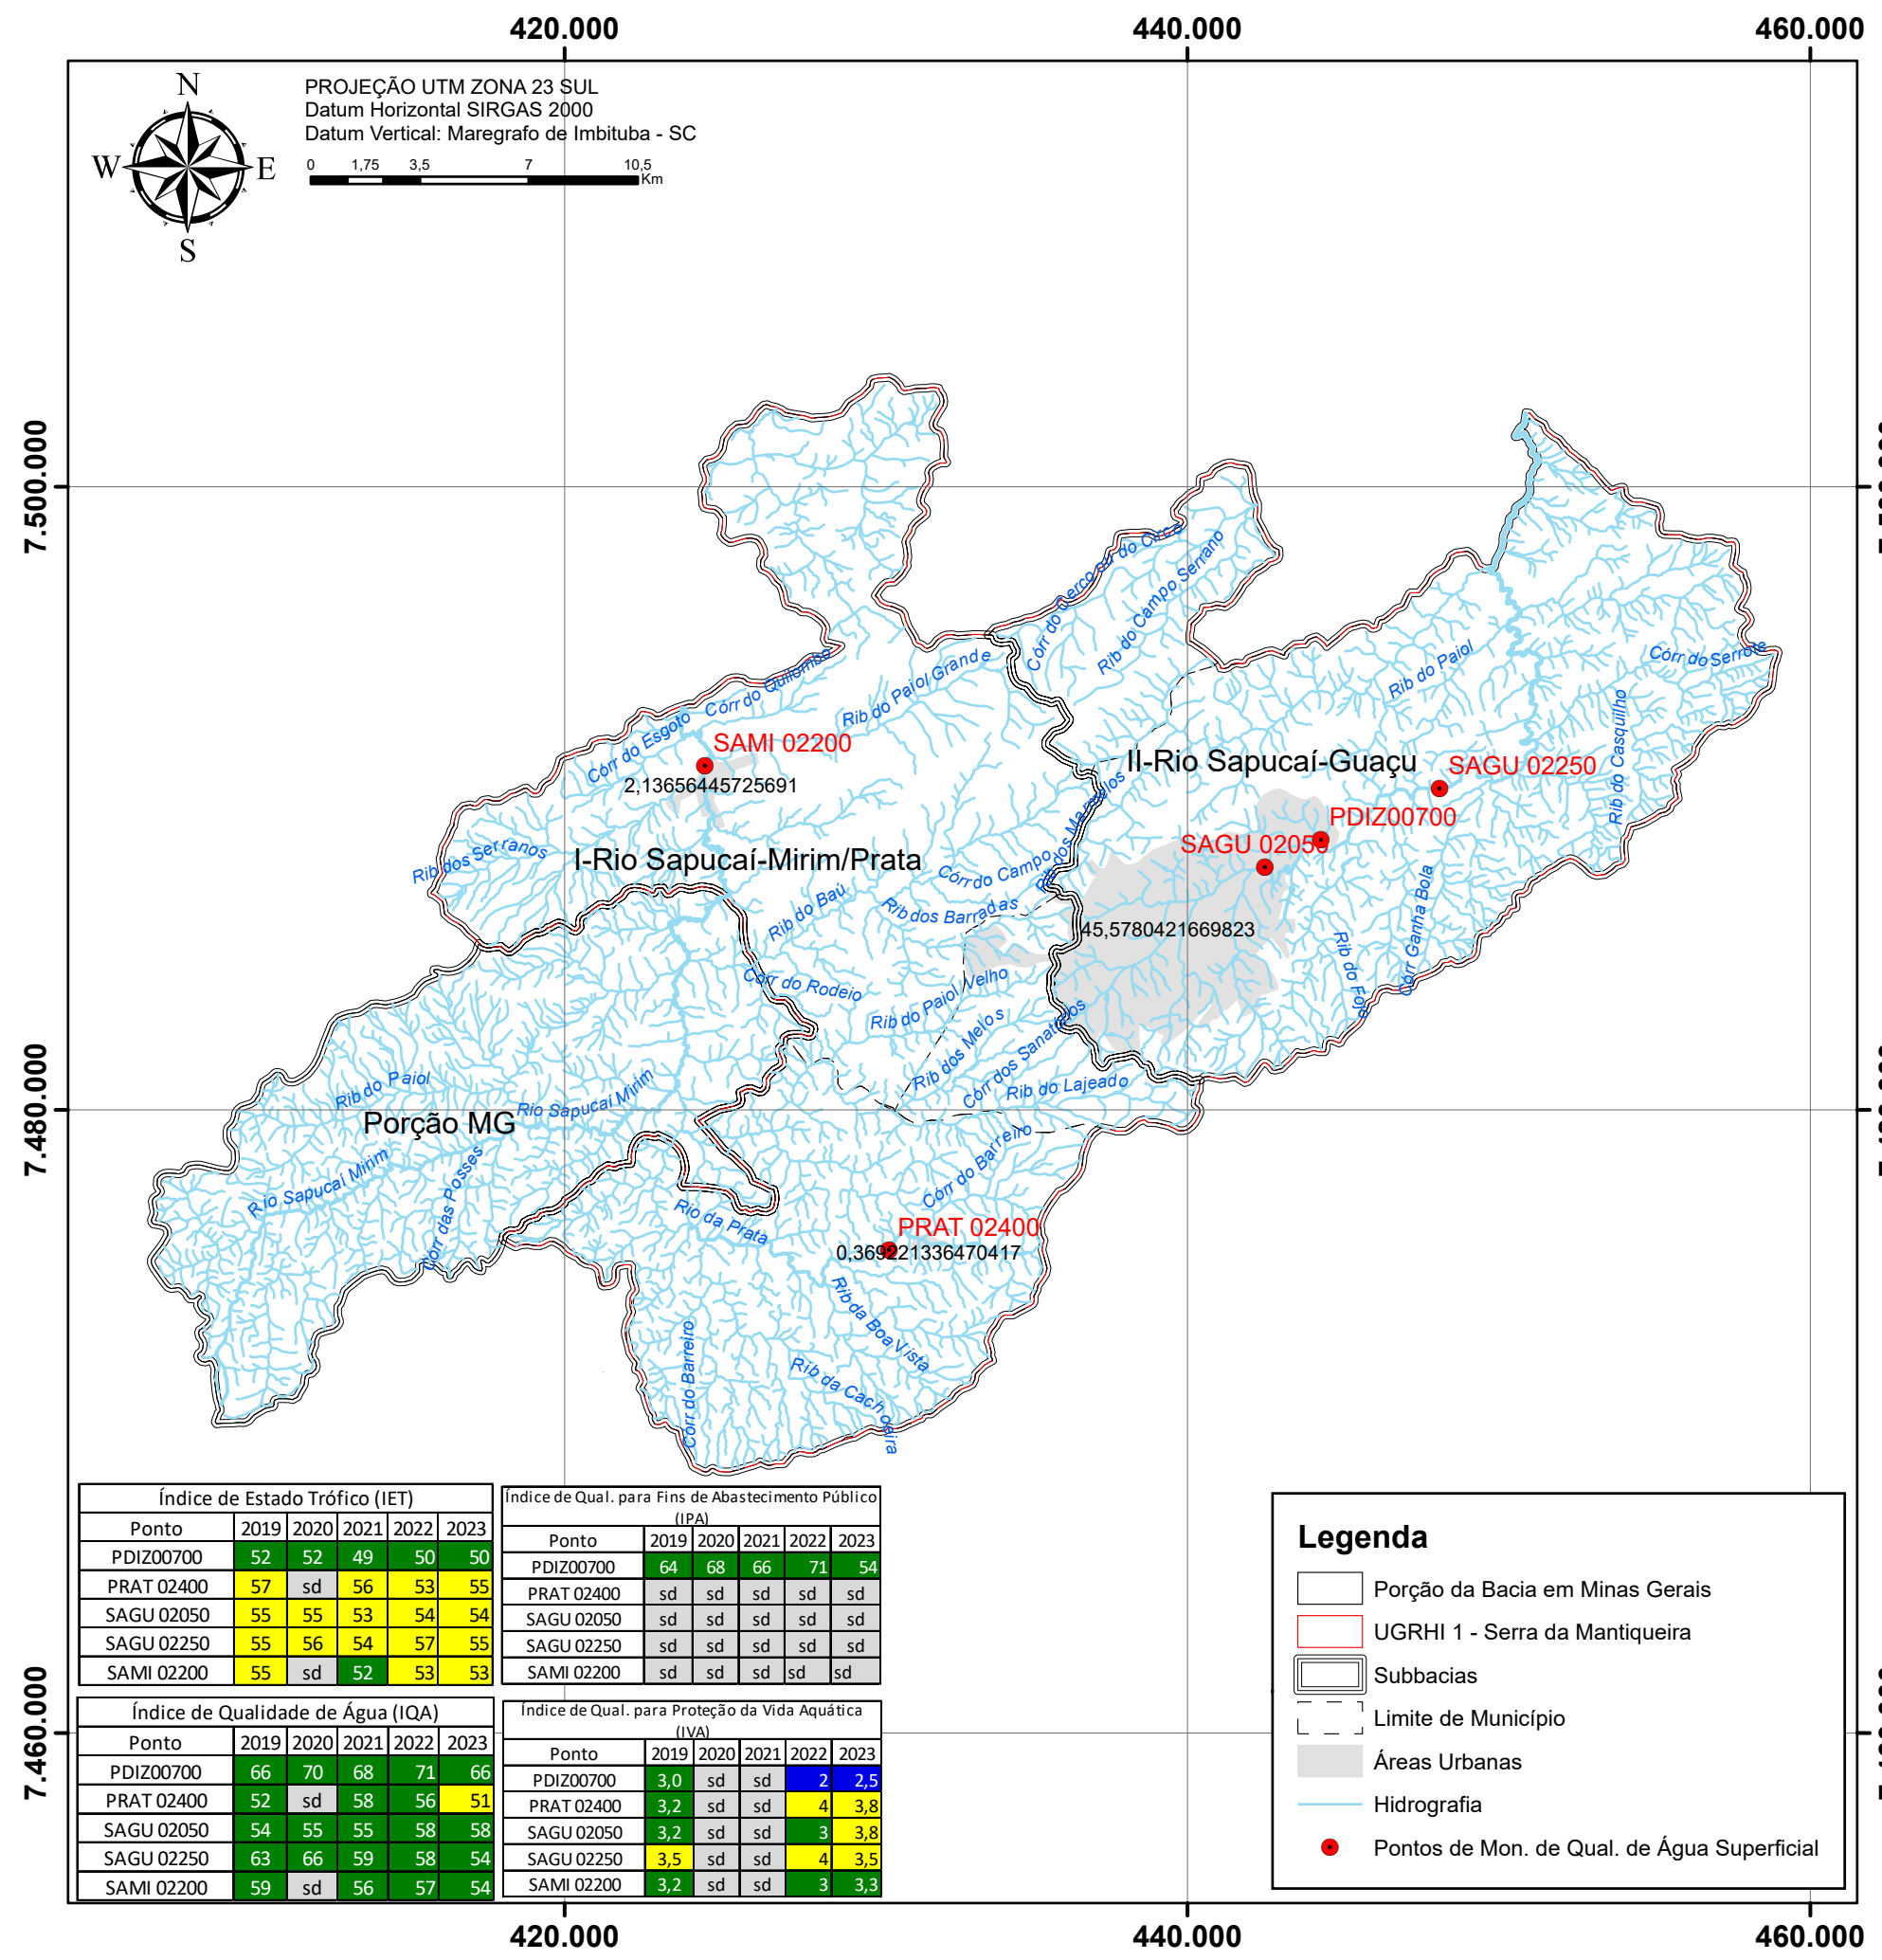 420.000 440.000 460.000
N
W E
S
PROJEÇÃO UTM ZONA 23 SUL
Datum Horizontal SIRGAS 2000
Datum Vertical: Maregrafo de Imbituba - SC
0 1,75 3,5 7 10,5
Km
7.500.000
Córr do Cerco ou do Circa
Rib do Campo Serrano
Córr do Quilombo
Rib do Paiol Grande
Rib do Paiol
Córr do Serrote
Córr do Esgoto
Rib do Casquilho
SAMI 02200
2,13656445725691
II-Rio Sapucaí-Guaçu
SAGU 02250
PDIZ00700
SAGU 02050
Rib dos Serranos
I-Rio Sapucaí-Mirim/Prata
Córr do Campo
Rib dos Marmelos
Rib do Baú
Rib dos Barradas
45,5780421669823
Córr Ganha Bola
Rib do Fojo
Córr do Rodeio
Rib do Paiol Velho
Rib dos Melos
Córr dos Sanatórios
Rib do Lajeado
7.480.000
Rib do Paiol
Rio Sapucaí Mirim
Porção MG
Córr do Barreiro
Rio Sapucaí Mirim
Córr das Posses
Rio da Prata
PRAT 02400
0,369221336470417
Rib da Boa Vista
Córr do Barreiro
Rib da Cachoeira
7.460.000
Índice de Estado Trófico (IET)
Ponto 2019 2020 2021 2022 2023
PDIZ00700 52 52 49 50 50
PRAT 02400 57 sd 56 53 55
SAGU 02050 55 55 53 54 54
SAGU 02250 55 56 54 57 55
SAMI 02200 55 sd 52 53 53
Índice de Qual. para Fins de Abastecimento Público
(IPA)
Ponto 2019 2020 2021 2022 2023
PDIZ00700 64 68 66 71 54
PRAT 02400 sd sd sd sd sd
SAGU 02050 sd sd sd sd sd
SAGU 02250 sd sd sd sd sd
SAMI 02200 sd sd sd sd sd
Índice de Qualidade de Água (IQA)
Ponto 2019 2020 2021 2022 2023
PDIZ00700 66 70 68 71 66
PRAT 02400 52 sd 58 56 51
SAGU 02050 54 55 55 58 58
SAGU 02250 63 66 59 58 54
SAMI 02200 59 sd 56 57 54
Índice de Qual. para Proteção da Vida Aquática
(IVA)
Ponto 2019 2020 2021 2022 2023
PDIZ00700 3,0 sd sd 2 2,5
PRAT 02400 3,2 sd sd 4 3,8
SAGU 02050 3,2 sd sd 3 3,8
SAGU 02250 3,5 sd sd 4 3,5
SAMI 02200 3,2 sd sd 3 3,3
Legenda
Porção da Bacia em Minas Gerais
UGRHI 1 - Serra da Mantiqueira
Subbacias
Limite de Município
Áreas Urbanas
Hidrografia
Pontos de Mon. de Qual. de Água Superficial
420.000 440.000 460.000